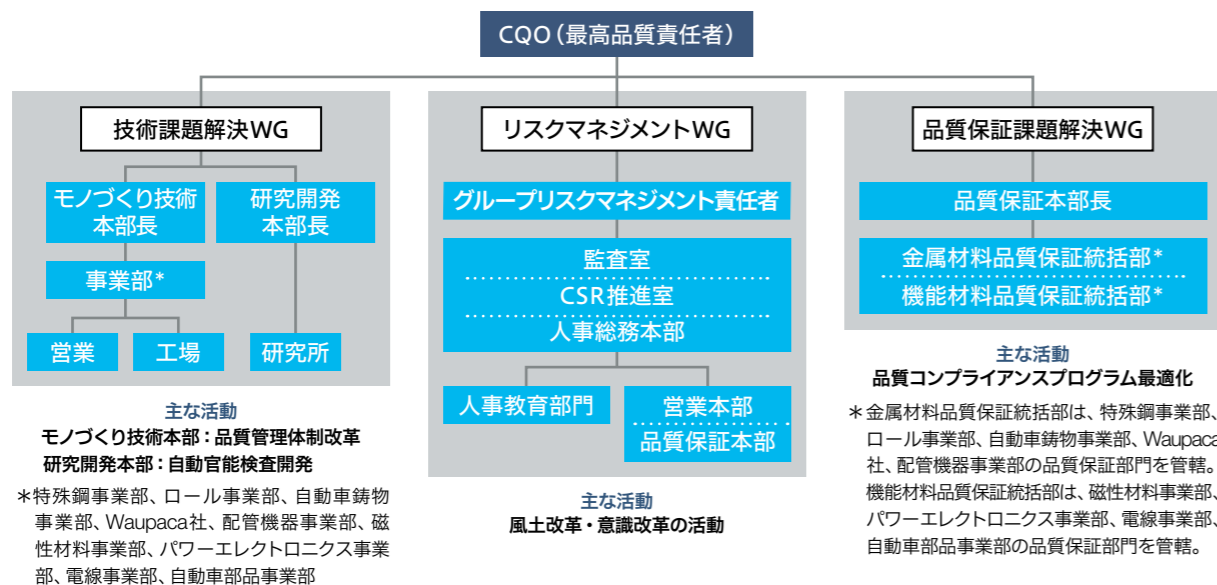 CQO（最高品質責任者）
技術課題解決WG
モノづくり技術
本部長
研究開発
本部長
事業部*
営業
工場
研究所
主な活動
モノづくり技術本部：品質管理体制改革
研究開発本部：自動官能検査開発
＊特殊鋼事業部、ロール事業部、自動車鋳物
事業部、Waupaca社、配管機器事業部、磁
性材料事業部、パワーエレクトロニクス事業
部、電線事業部、自動車部品事業部
リスクマネジメントWG
グループリスクマネジメント責任者
監査室
CSR推進室
人事総務本部
人事教育部門
営業本部
品質保証本部
主な活動
風土改革・意識改革の活動
品質保証課題解決WG
品質保証本部長
金属材料品質保証統括部*
機能材料品質保証統括部*
主な活動
品質コンプライアンスプログラム最適化
＊金属材料品質保証統括部は、特殊鋼事業部、
ロール事業部、自動車鋳物事業部、Waupaca
社、配管機器事業部の品質保証部門を管轄。
機能材料品質保証統括部は、磁性材料事業部、
パワーエレクトロニクス事業部、電線事業部、
自動車部品事業部の品質保証部門を管轄。